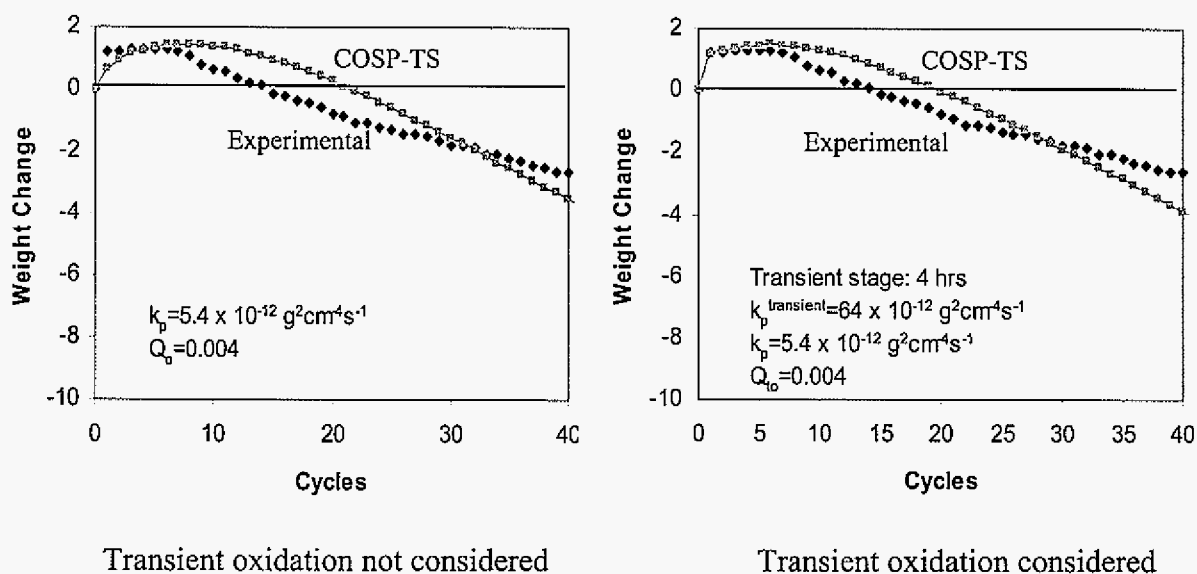 2
0
-2
-4
-6
-8
-10
Weight Change
COSP-TS
Experimental
kp=5.4 x 10-12 g2cm4s-1
Qo=0.004
0
10
20
30
40
Cycles
Transient oxidation not considered
2
0
-2
-4
-6
-8
-10
Weight Change
COSP-TS
Experimental
Transient stage: 4 hrs
kp transient=64 x 10-12 g2cm4s-1
kp=5.4 x 10-12 g2cm4s-1
=0.004
0
5
10
15
20
25
30
35
40
Cycles
Transient oxidation considered